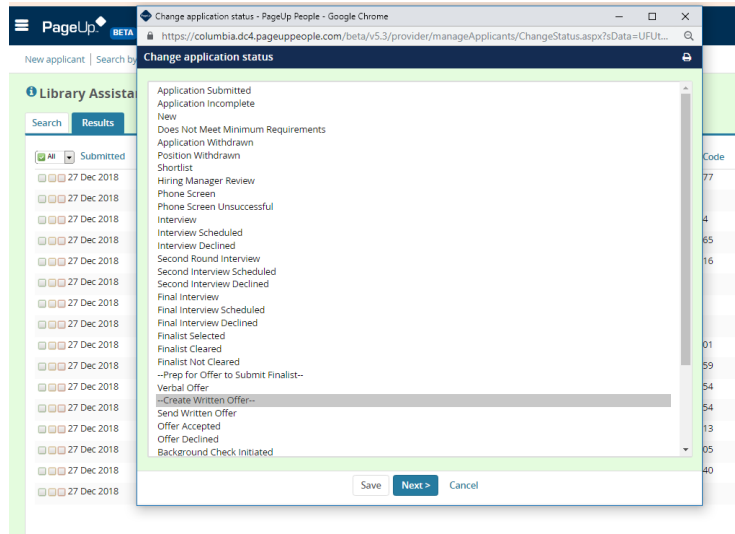 Change application status - PageUp People - Google Chrome
PageUp.
BETA
https://columbia.dc4.pageuppeople.com/beta/v5.3/provider/manageApplicants/ChangeStatus.aspx?sData=UFUt...
New applicant
Search by
Change application status
Library Assista
Search
Results
All
Submitted
Code
27 Dec 2018
77
27 Dec 2018
27 Dec 2018
4
27 Dec 2018
65
27 Dec 2018
16
27 Dec 2018
27 Dec 2018
27 Dec 2018
27 Dec 2018
01
27 Dec 2018
59
27 Dec 2018
54
27 Dec 2018
54
27 Dec 2018
13
27 Dec 2018
05
27 Dec 2018
40
27 Dec 2018
Application Submitted
Application Incomplete
New
Does Not Meet Minimum Requirements
Application Withdrawn
Position Withdrawn
Shortlist
Hiring Manager Review
Phone Screen
Phone Screen Unsuccessful
Interview
Interview Scheduled
Interview Declined
Second Round Interview
Second Interview Scheduled
Second Interview Declined
Final Interview
Final Interview Scheduled
Final Interview Declined
Finalist Selected
Finalist Cleared
Finalist Not Cleared
--Prep for Offer to Submit Finalist--
Verbal Offer
--Create Written Offer--
Send Written Offer
Offer Accepted
Offer Declined
Background Check Initiated
Save
Next >
Cancel